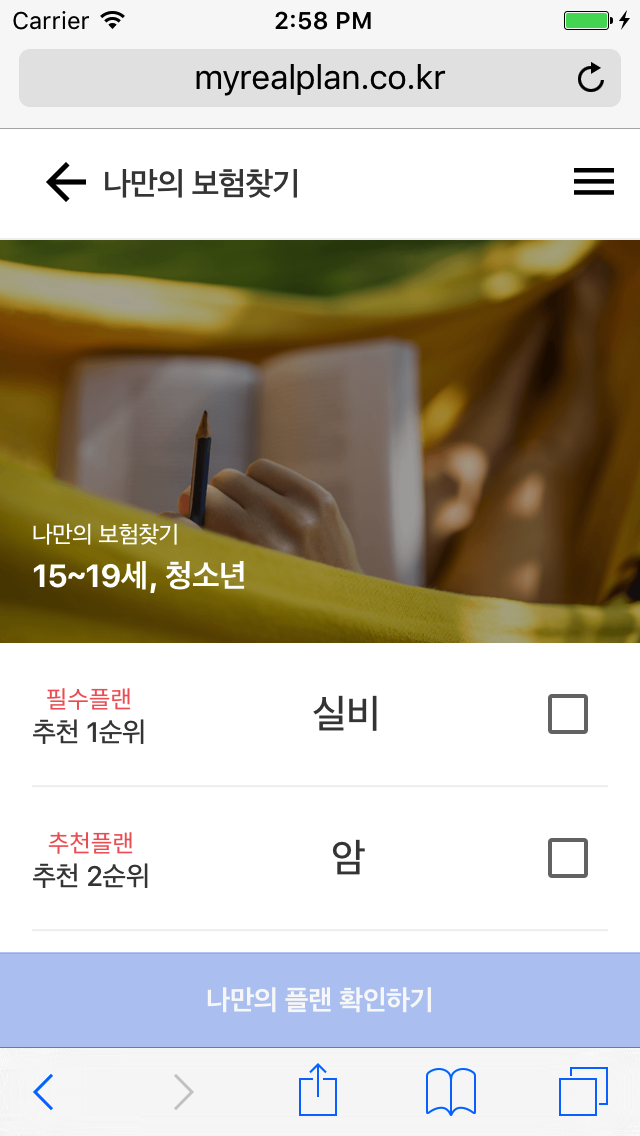 Carrier 2:58 PM
myrealplan.co.kr
나만의 보험찾기
나만의 보험찾기
15~19세, 청소년
필수플랜
추천 1순위
실비
추천플랜
추천 2순위
암
나만의 플랜 확인하기